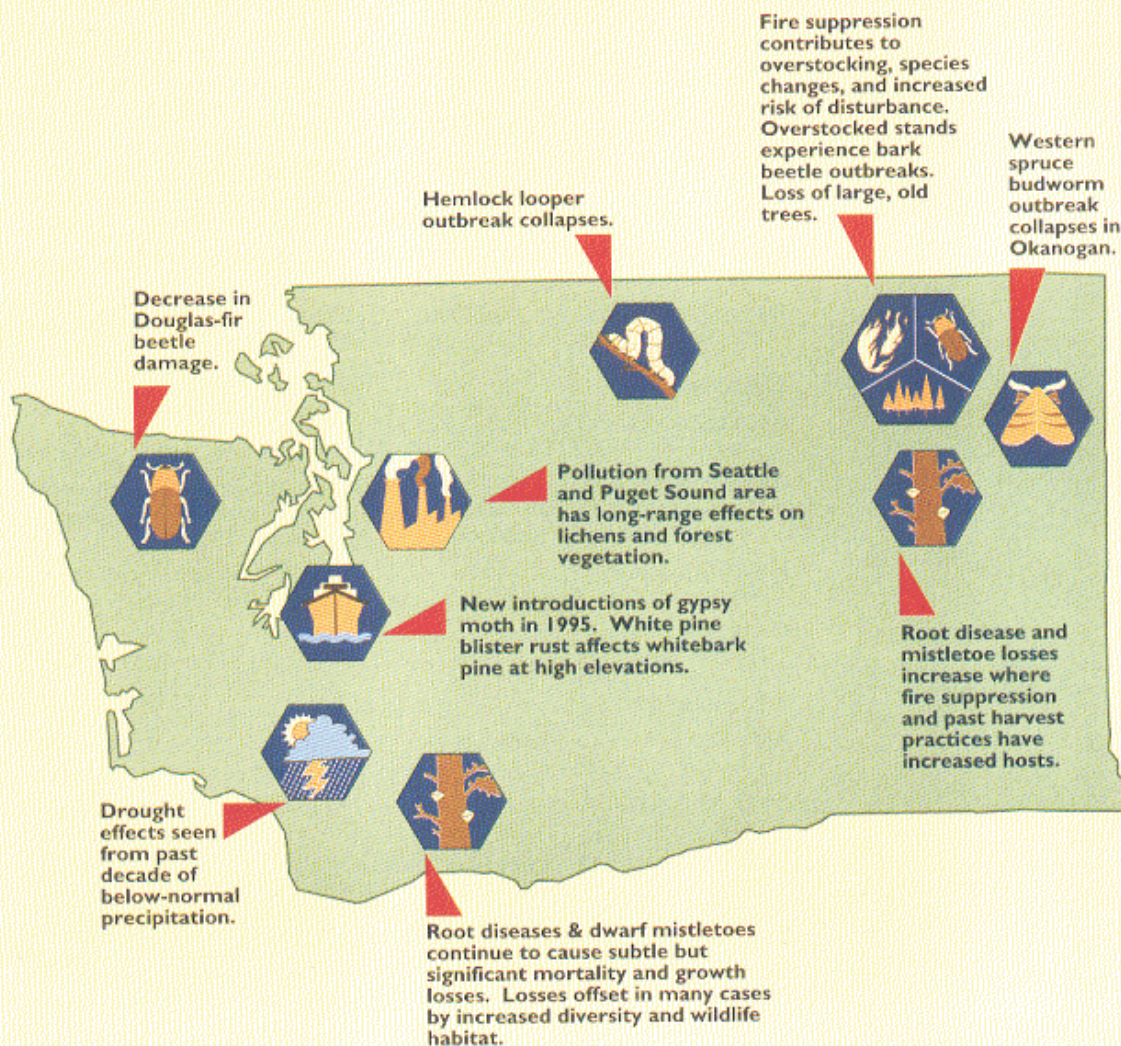 Fire suppression
contributes to
overstocking, species
changes, and increased
risk of disturbance.
Overstocked stands
experience bark
beetle outbreaks.
Loss of large, old
trees.
Western
spruce
budworm
outbreak
collapses in
Okanogan.
Hemlock looper
outbreak collapses.
Decrease in
Douglas-fir
beetle
damage.
Pollution from Seattle
and Puget Sound area
has long-range effects on
lichens and forest
vegetation.
New introductions of gypsy
moth in 1995. White pine
blister rust affects whitebark
pine at high elevations.
Root disease and
mistletoe losses
increase where
fire suppression
and past harvest
practices have
increased hosts.
Drought
effects seen
from past
decade of
below-normal
precipitation.
Root diseases & dwarf mistletoes
continue to cause subtle but
significant mortality and growth
losses. Losses offset in many cases
by increased diversity and wildlife
habitat.